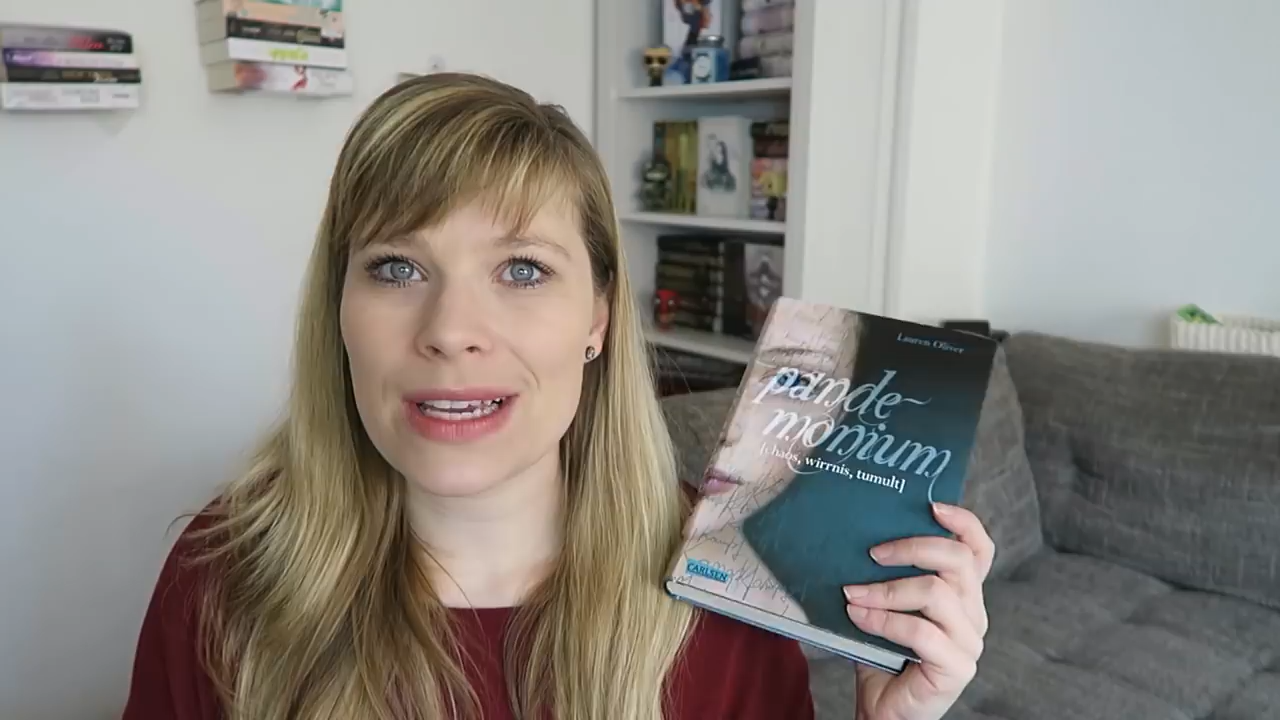 Lauren Oliver
pande-
monium
[chaos, wirrnis, tumult]
CARLSEN